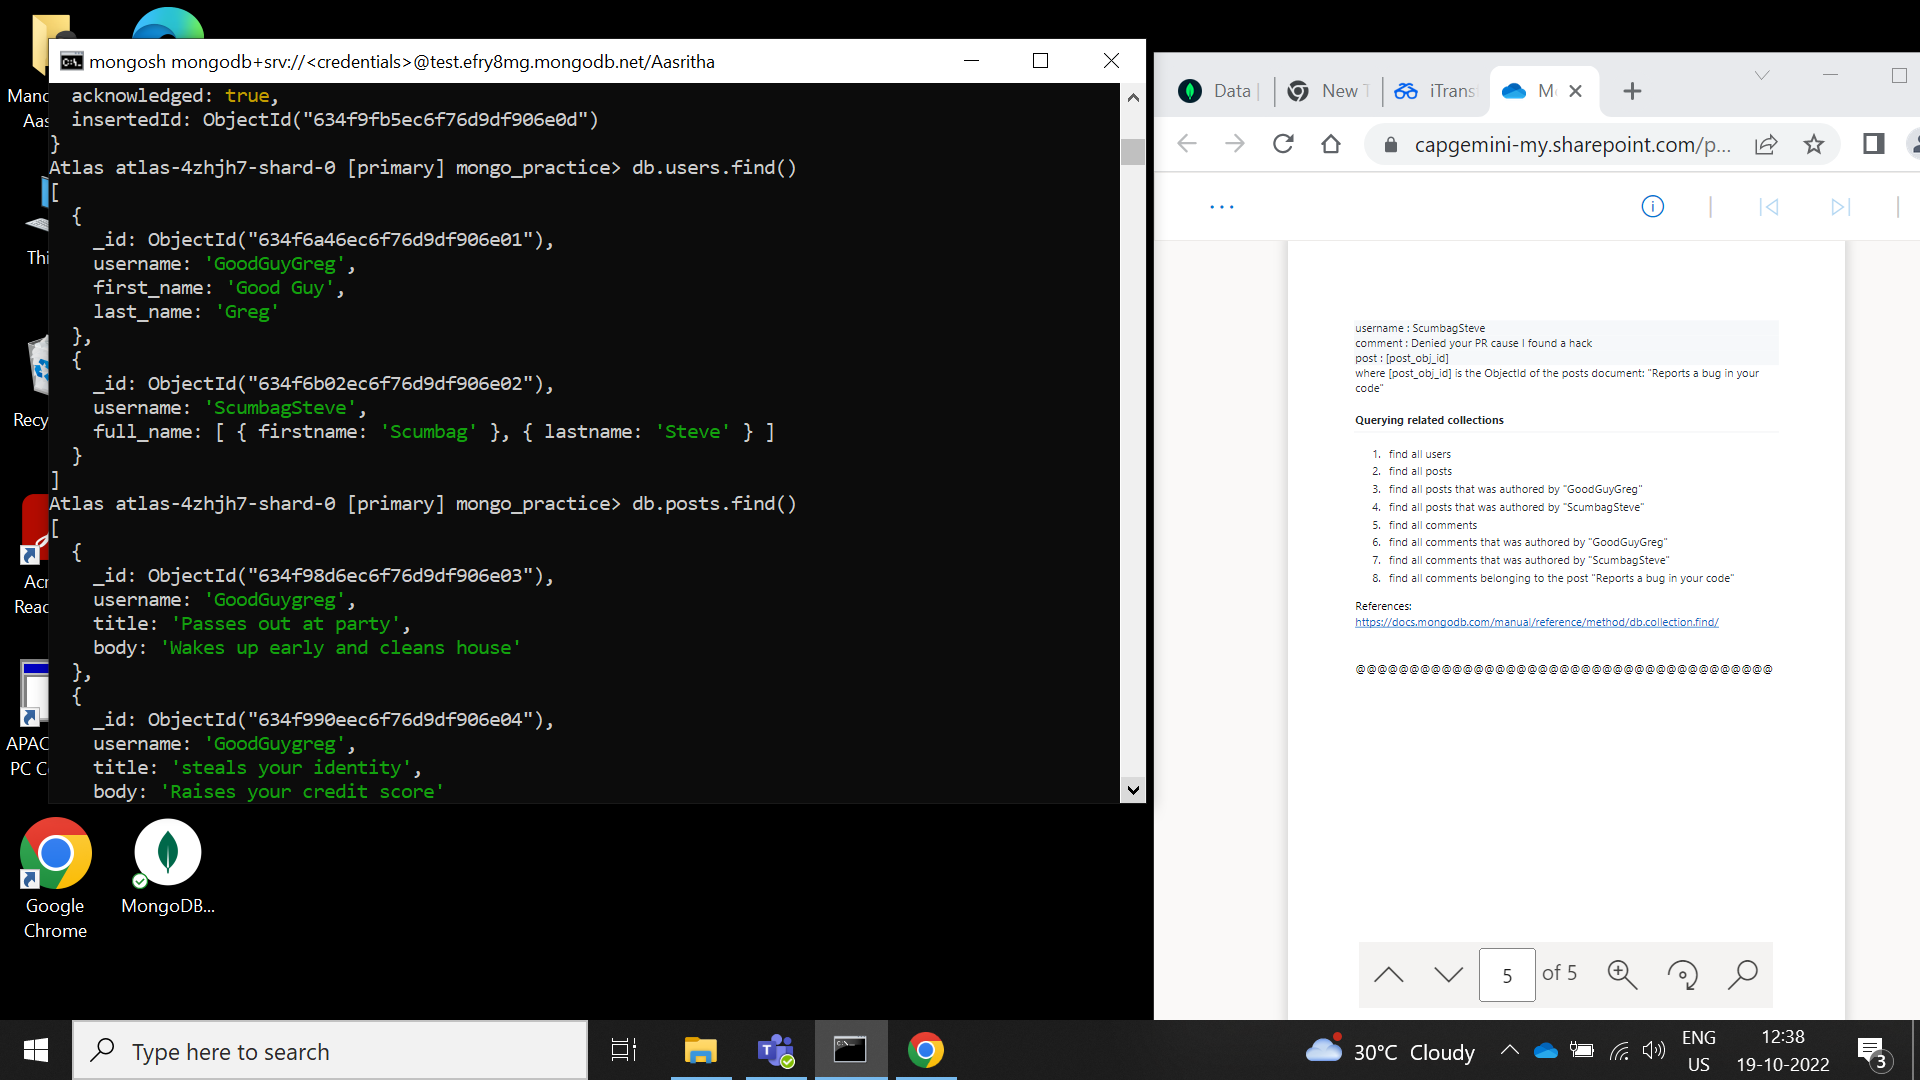 mongosh mongodb+srv://<credentials>@test.efry8mg.mongodb.net/Aasritha
acknowledged: true,
insertedId: ObjectId("634f9fb5ec6f76d9df906e0d")
}
Atlas atlas-4zhjh7-shard-0 [primary] mongo_practice> db.users.find()
[
{
_id: ObjectId("634f6a46ec6f76d9df906e01"),
username: 'GoodGuyGreg',
first_name: 'Good Guy',
last_name: 'Greg'
},
{
_id: ObjectId("634f6b02ec6f76d9df906e02"),
username: 'ScumbagSteve',
full_name: [ { firstname: 'Scumbag' }, { lastname: 'Steve' } ]
}
]
Atlas atlas-4zhjh7-shard-0 [primary] mongo_practice> db.posts.find()
[
{
_id: ObjectId("634f98d6ec6f76d9df906e03"),
username: 'GoodGuygreg',
title: 'Passes out at party',
body: 'Wakes up early and cleans house'
},
{
_id: ObjectId("634f990eec6f76d9df906e04"),
username: 'GoodGuygreg',
title: 'steals your identity',
body: 'Raises your credit score'
Manc
Aas
Thi
Recy
Acr
Reac
APAC
PC C
Google
Chrome
MongoDB...
Data
New T
iTrans
Mo
capgemini-my.sharepoint.com/p...
username : ScumbagSteve
comment : Denied your PR cause I found a hack
post : [post_obj_id]
where [post_obj_id] is the ObjectId of the posts document: "Reports a bug in your
code"
Querying related collections
1. find all users
2. find all posts
3. find all posts that was authored by "GoodGuyGreg"
4. find all posts that was authored by "ScumbagSteve"
5. find all comments
6. find all comments that was authored by "GoodGuyGreg"
7. find all comments that was authored by "ScumbagSteve"
8. find all comments belonging to the post "Reports a bug in your code"
References:
https://docs.mongodb.com/manual/reference/method/db.collection.find/
@@@@@@@@@@@@@@@@@@@@@@@@@@@@@@@@@@@@@@@
5 of 5
Type here to search
30°C Cloudy
ENG
US
12:38
19-10-2022
3